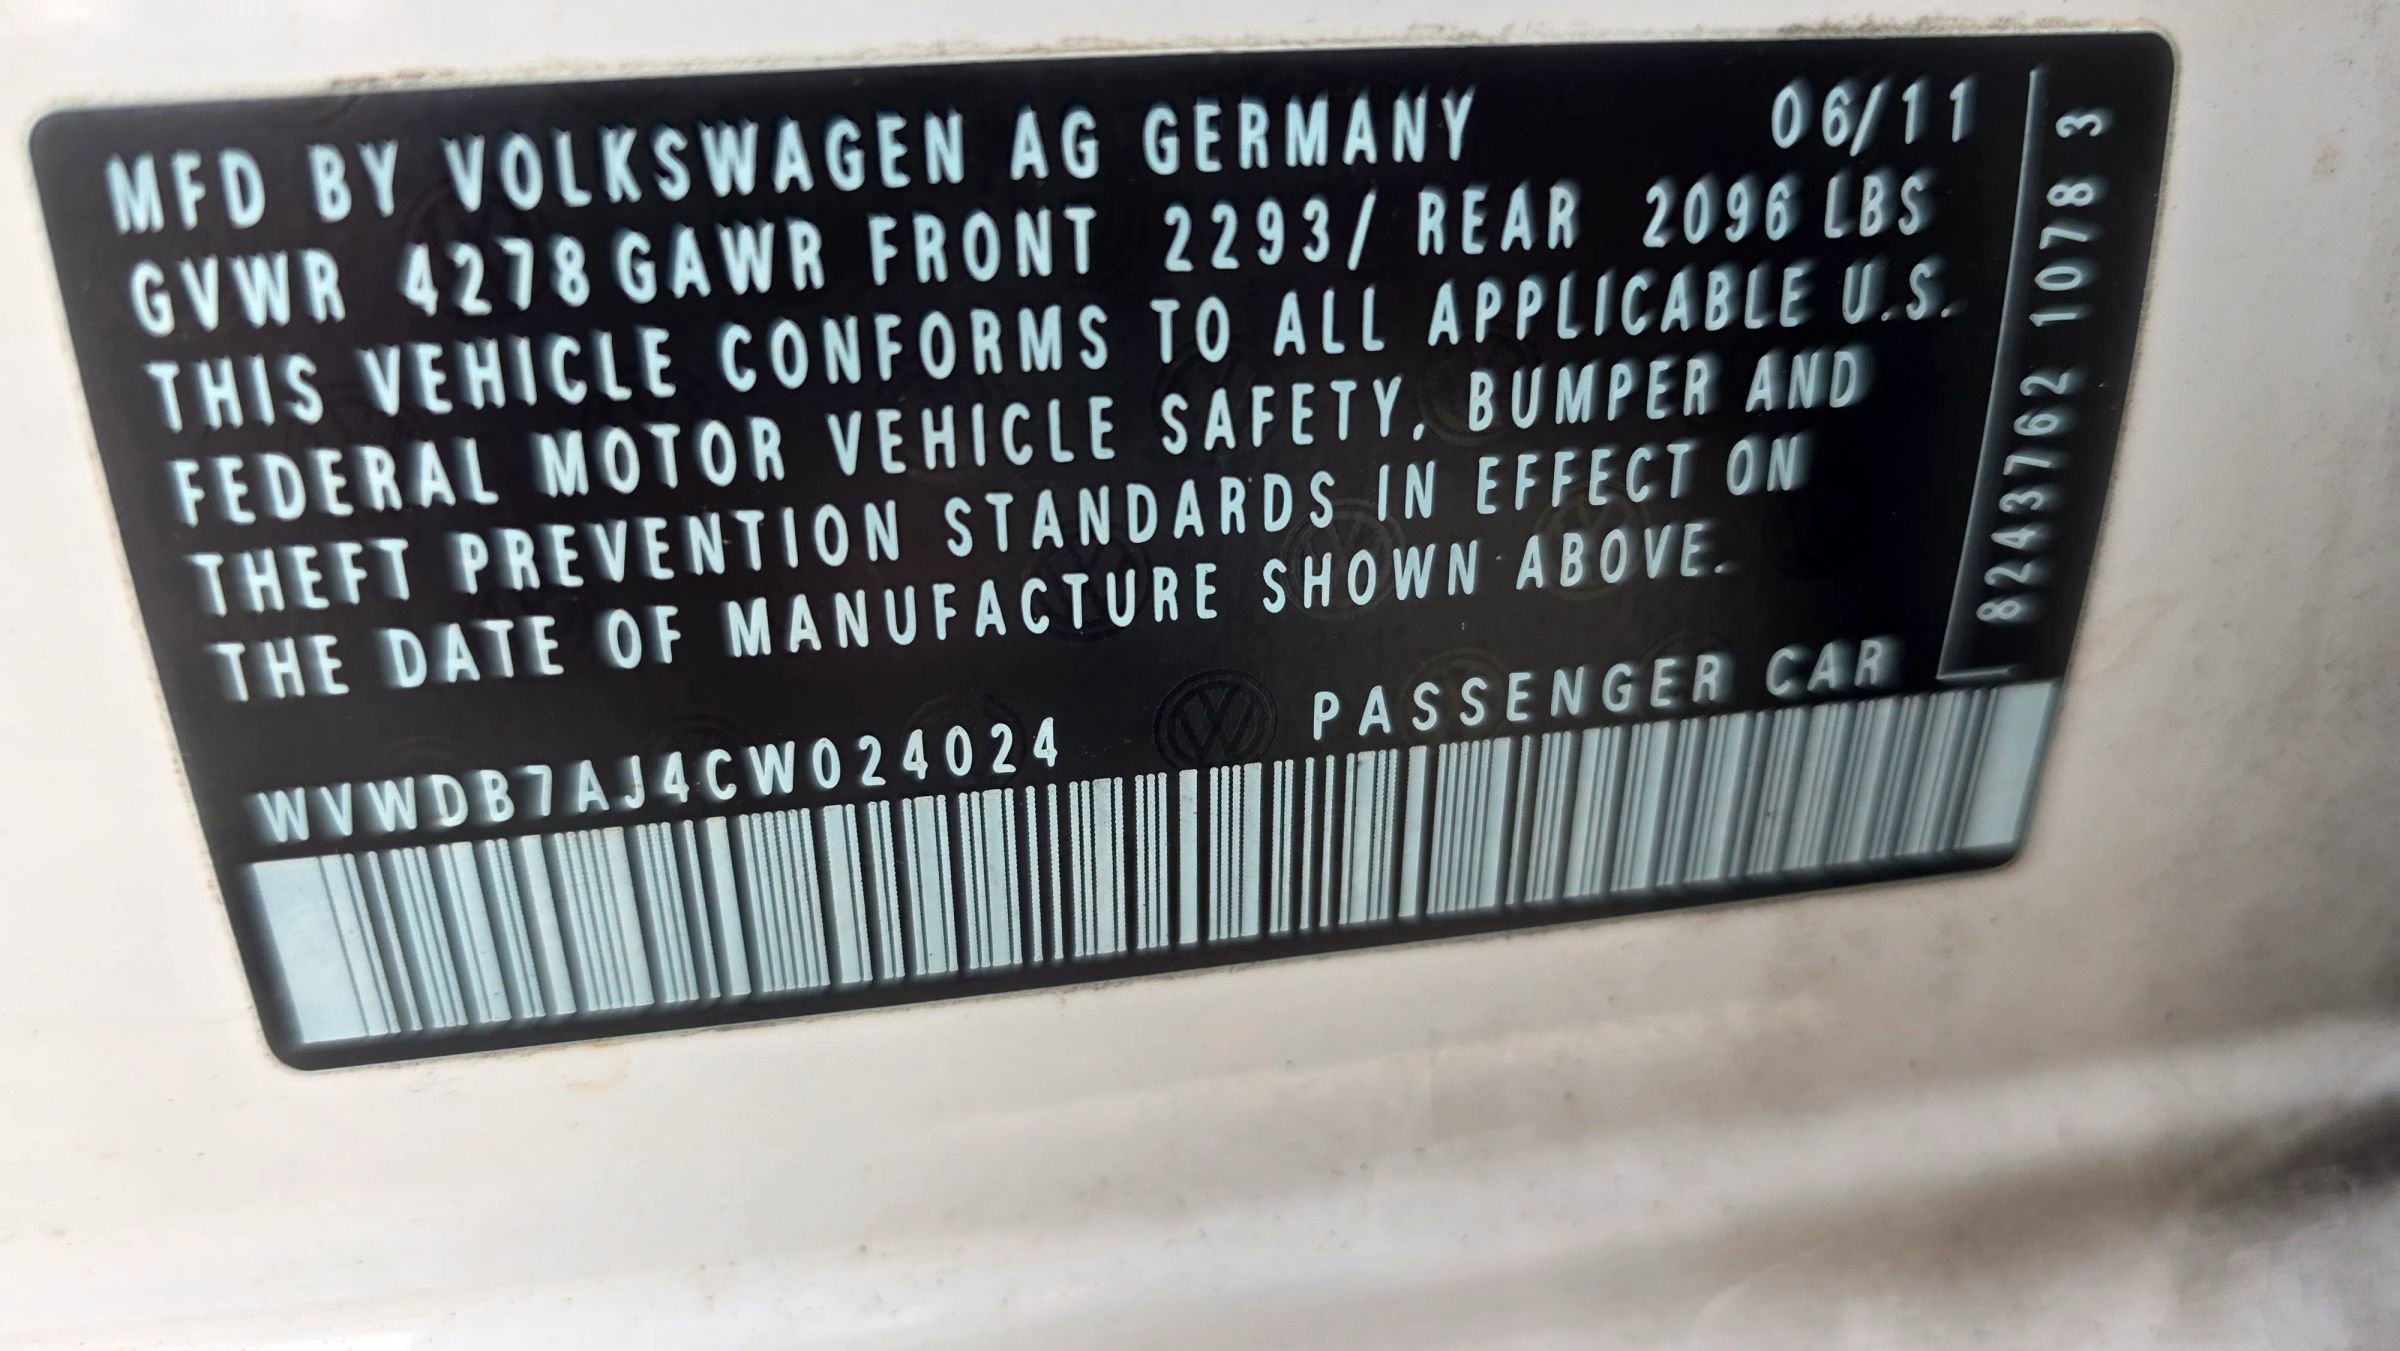 MFD BY VOLKSWAGEN AG GERMANY 06/11
GVWR 4278 GAWR FRONT 2293/ REAR 2096 LBS
THIS VEHICLE CONFORMS TO ALL APPLICABLE U.S.
FEDERAL MOTOR VEHICLE SAFETY, BUMPER AND
THEFT PREVENTION STANDARDS IN EFFECT ON
THE DATE OF MANUFACTURE SHOWN ABOVE.
WVWDB7AJ4CW024024 PASSENGER CAR
8243762 1078 3